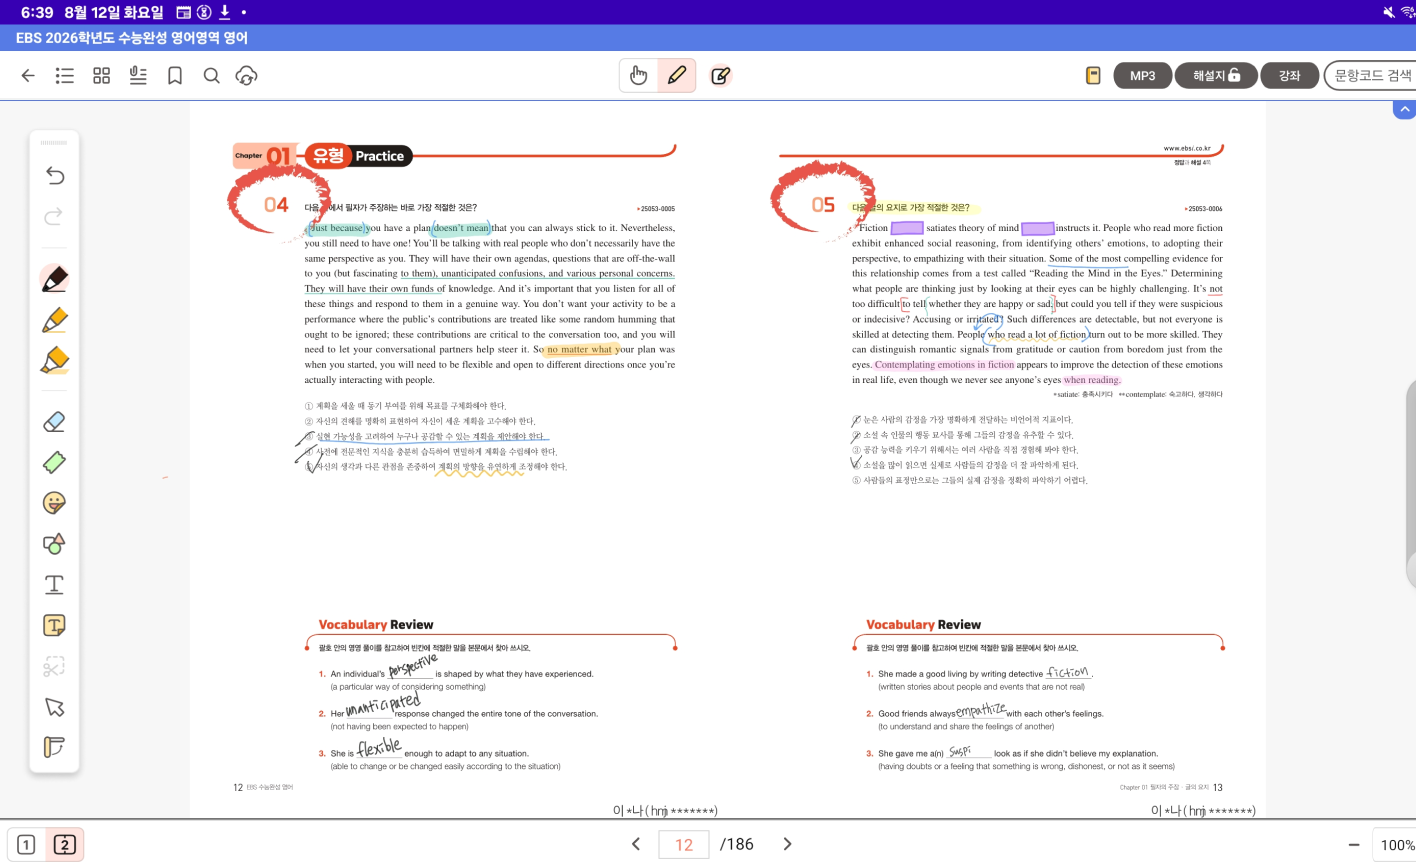 6:39 8월 12일 화요일
EBS 2026학년도 수능완성 영어영역 영어
MP3 해설지 강좌 문항코드 검색
Chapter 01 유형 Practice
04 다음 에서 필자가 주장하는 바로 가장 적절한 것은? ▸25053-0005
Just because you have a plan doesn't mean that you can always stick to it. Nevertheless,
you still need to have one! You'll be talking with real people who don't necessarily have the
same perspective as you. They will have their own agendas, questions that are off-the-wall
to you (but fascinating to them), unanticipated confusions, and various personal concerns.
They will have their own funds of knowledge. And it's important that you listen for all of
these things and respond to them in a genuine way. You don't want your activity to be a
performance where the public's contributions are treated like some random humming that
ought to be ignored; these contributions are critical to the conversation too, and you will
need to let your conversational partners help steer it. So no matter what your plan was
when you started, you will need to be flexible and open to different directions once you're
actually interacting with people.
① 계획을 세울 때 동기 부여를 위해 목표를 구체화해야 한다.
② 자신의 견해를 명확히 표현하여 자신이 세운 계획을 고수해야 한다.
③ 실현 가능성을 고려하여 누구나 공감할 수 있는 계획을 제안해야 한다.
④ 사전에 전문적인 지식을 충분히 습득하여 면밀하게 계획을 수립해야 한다.
⑤ 자신의 생각과 다른 관점을 존중하여 계획의 방향을 유연하게 조정해야 한다.
Vocabulary Review
괄호 안의 영영 풀이를 참고하여 빈칸에 적절한 말을 본문에서 찾아 쓰시오.
1. An individual's perspective is shaped by what they have experienced.
(a particular way of considering something)
2. Her unanticipated response changed the entire tone of the conversation.
(not having been expected to happen)
3. She is flexible enough to adapt to any situation.
(able to change or be changed easily according to the situation)
12 EBS 수능완성 영어
이*나(hmj*******)
www.ebsi.co.kr
정답과 해설 4쪽
05 다음 글의 요지로 가장 적절한 것은? ▸25053-0006
Fiction satiates theory of mind instructs it. People who read more fiction
exhibit enhanced social reasoning, from identifying others' emotions, to adopting their
perspective, to empathizing with their situation. Some of the most compelling evidence for
this relationship comes from a test called “Reading the Mind in the Eyes.” Determining
what people are thinking just by looking at their eyes can be highly challenging. It's not
too difficult to tell whether they are happy or sad; but could you tell if they were suspicious
or indecisive? Accusing or irritated? Such differences are detectable, but not everyone is
skilled at detecting them. People who read a lot of fiction turn out to be more skilled. They
can distinguish romantic signals from gratitude or caution from boredom just from the
eyes. Contemplating emotions in fiction appears to improve the detection of these emotions
in real life, even though we never see anyone's eyes when reading.
*satiate: 충족시키다 **contemplate: 숙고하다, 생각하다
① 눈은 사람의 감정을 가장 명확하게 전달하는 비언어적 지표이다.
② 소설 속 인물의 행동 묘사를 통해 그들의 감정을 유추할 수 있다.
③ 공감 능력을 키우기 위해서는 여러 사람을 직접 경험해 봐야 한다.
④ 소설을 많이 읽으면 실제로 사람들의 감정을 더 잘 파악하게 된다.
⑤ 사람들의 표정만으로는 그들의 실제 감정을 정확히 파악하기 어렵다.
Vocabulary Review
괄호 안의 영영 풀이를 참고하여 빈칸에 적절한 말을 본문에서 찾아 쓰시오.
1. She made a good living by writing detective fiction.
(written stories about people and events that are not real)
2. Good friends always empathize with each other's feelings.
(to understand and share the feelings of another)
3. She gave me a(n) suspi look as if she didn't believe my explanation.
(having doubts or a feeling that something is wrong, dishonest, or not as it seems)
Chapter 01 필자의 주장 · 글의 요지 13
이*나(hmj*******)
1 2 12 /186 100%